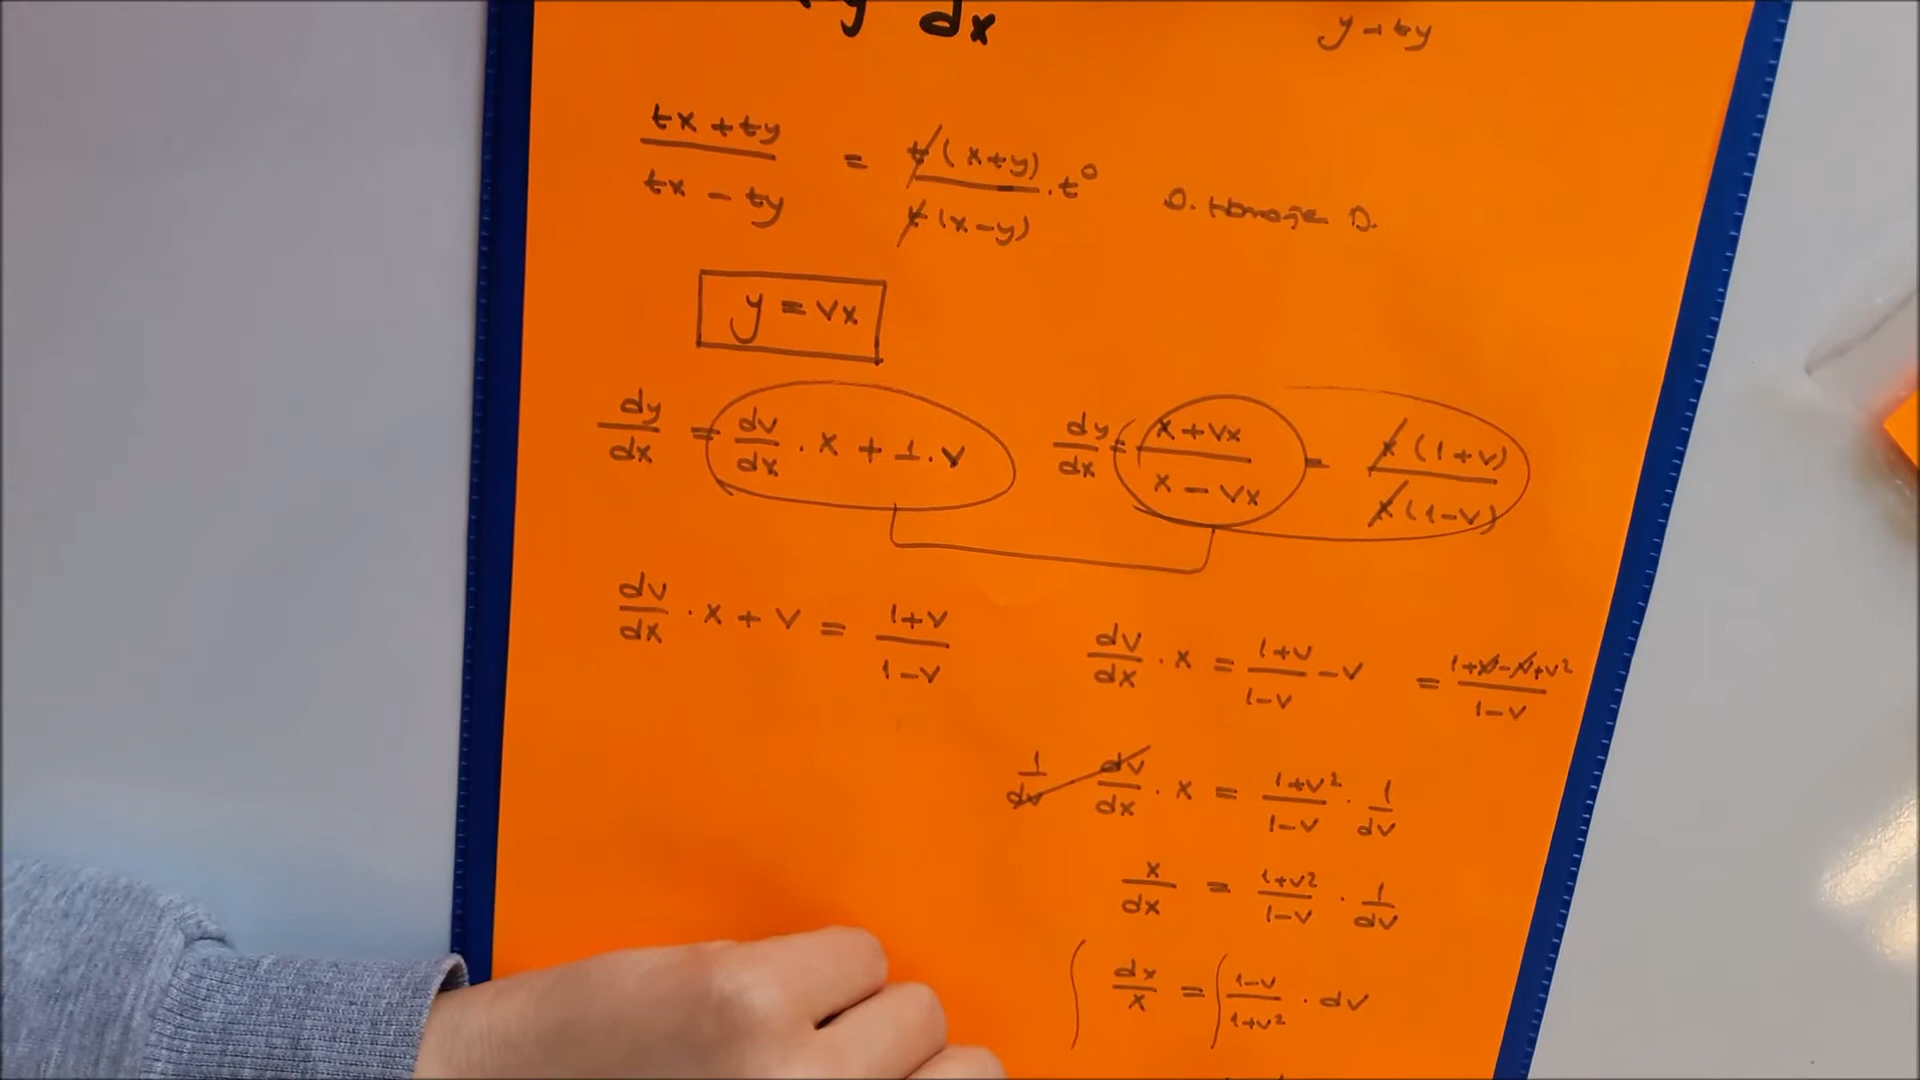 y dx
y → ty
tx + ty / tx - ty = t(x+y) / t(x-y) . t⁰
y = vx
dy/dx = dv/dx . x + 1 . v
dy/dx = x + vx / x - vx = x(1+v) / x(1-v)
dv/dx . x + v = 1+v / 1-v
dv/dx . x = 1+v / 1-v - v = 1+v-v+v² / 1-v
1/dv dv/dx . x = 1+v² / 1-v . 1/dv
x/dx = 1+v² / 1-v . 1/dv
∫ dx/x = ∫ 1-v / 1+v² . dv